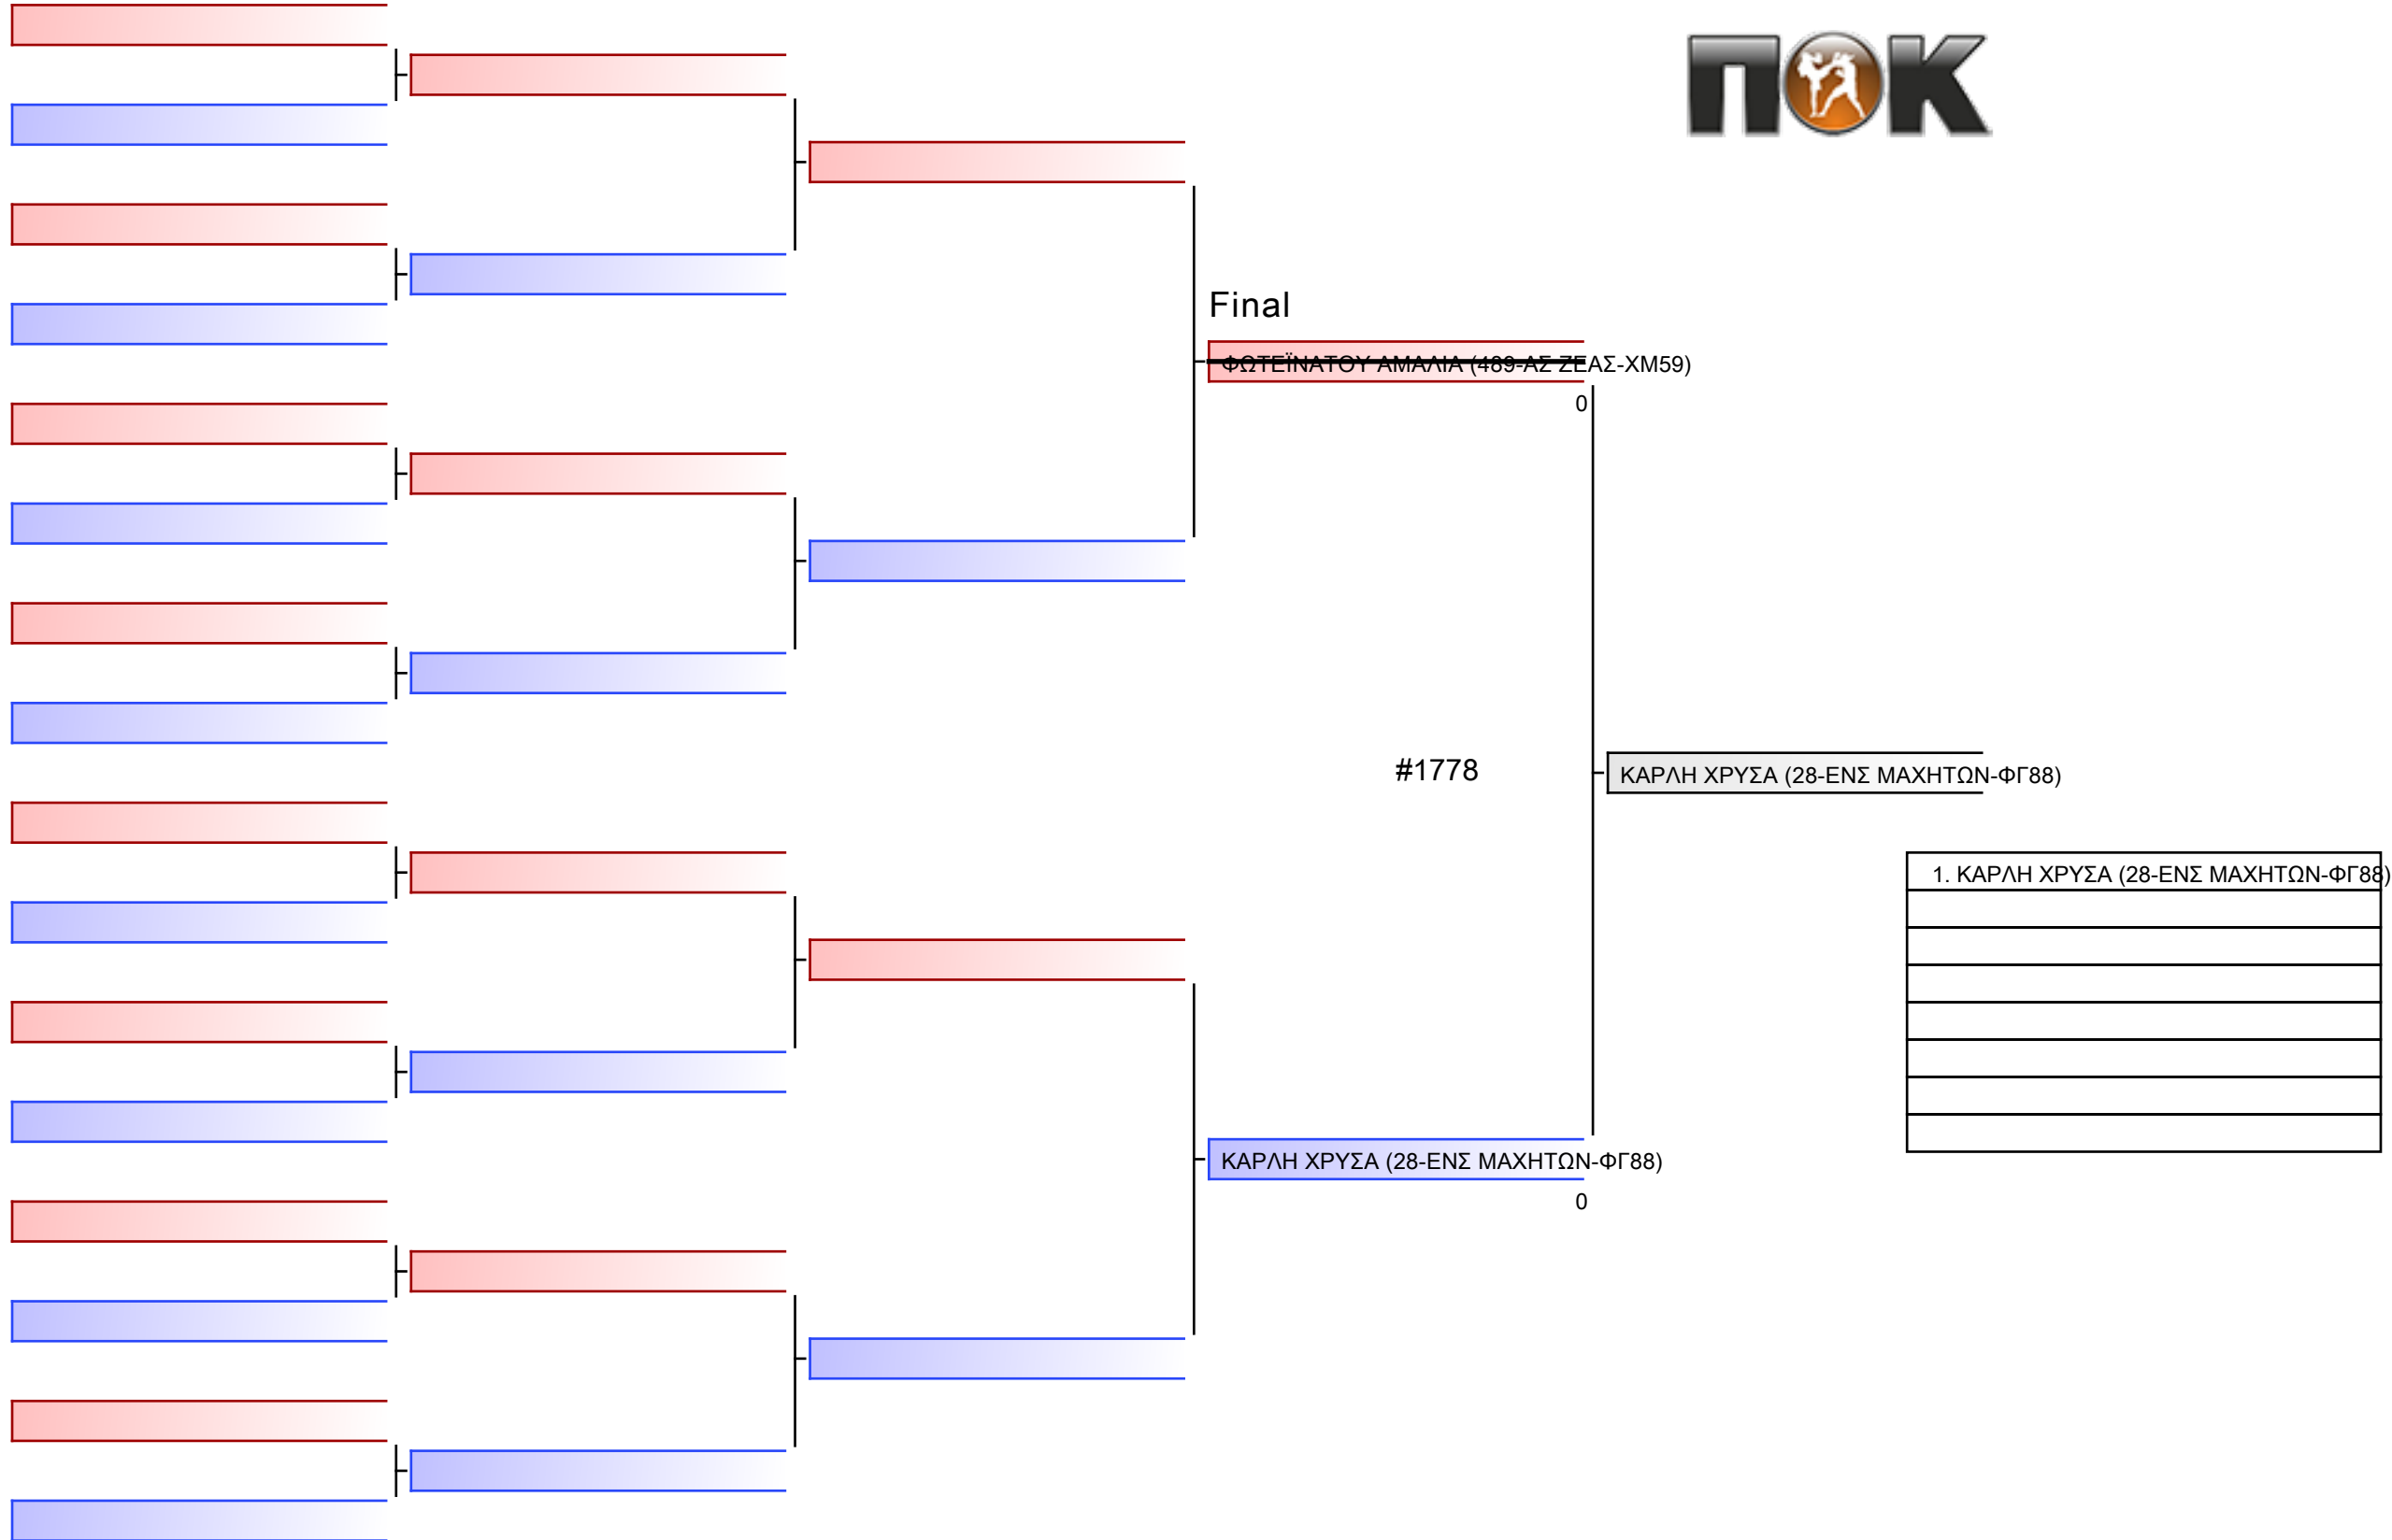 ΠΟΚ
Final
ΦΩΤΕΪΝΑΤΟΥ ΑΜΑΛΙΑ (489-ΑΣ ΖΕΑΣ-ΧΜ59)
0
#1778
ΚΑΡΛΗ ΧΡΥΣΑ (28-ΕΝΣ ΜΑΧΗΤΩΝ-ΦΓ88)
1. ΚΑΡΛΗ ΧΡΥΣΑ (28-ΕΝΣ ΜΑΧΗΤΩΝ-ΦΓ88)
ΚΑΡΛΗ ΧΡΥΣΑ (28-ΕΝΣ ΜΑΧΗΤΩΝ-ΦΓ88)
0